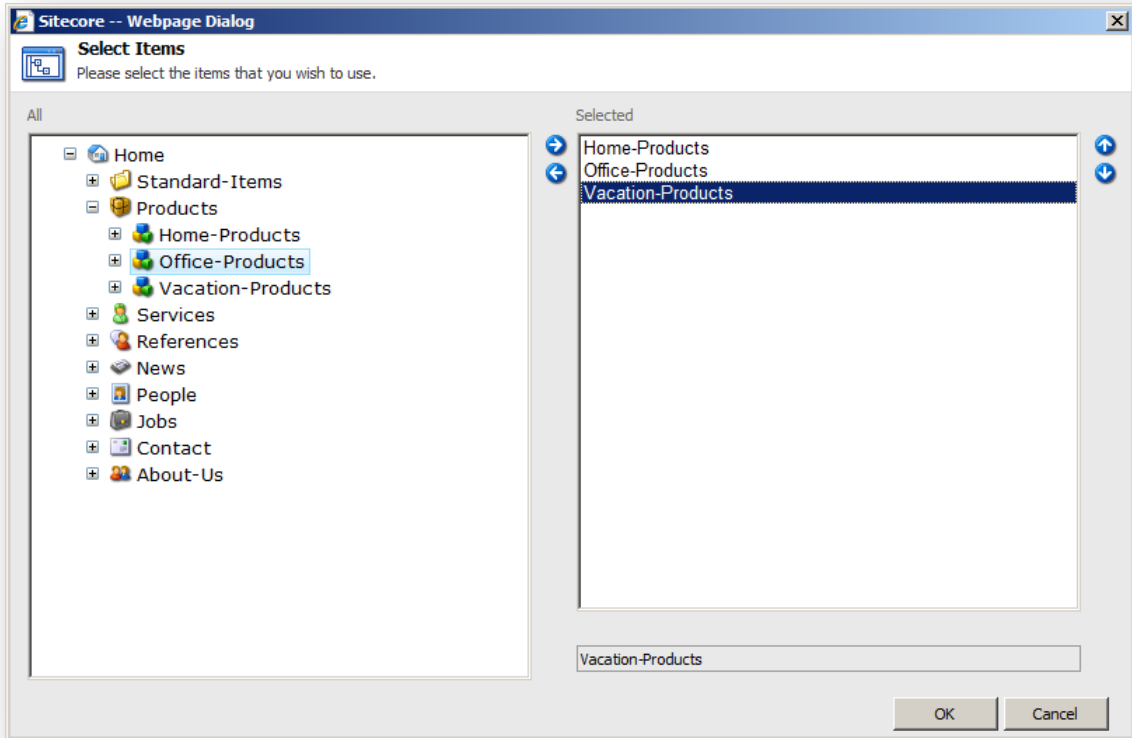 Sitecore -- Webpage Dialog
Select Items
Please select the items that you wish to use.
All
Home
Standard-Items
Products
Home-Products
Office-Products
Vacation-Products
Services
References
News
People
Jobs
Contact
About-Us
Selected
Home-Products
Office-Products
Vacation-Products
Vacation-Products
OK
Cancel